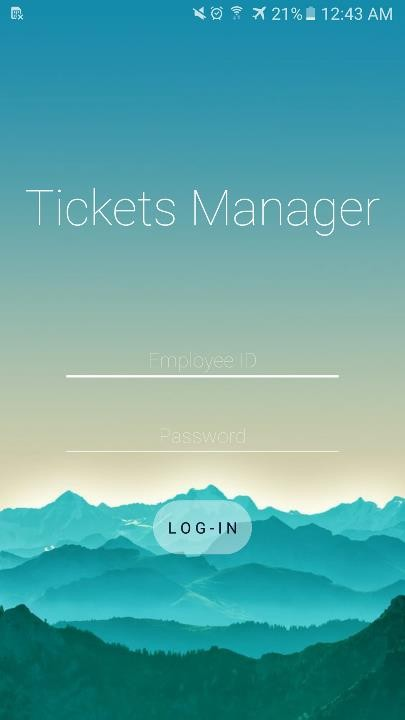 21% 12:43 AM
Tickets Manager
Employee ID
Password
LOG-IN